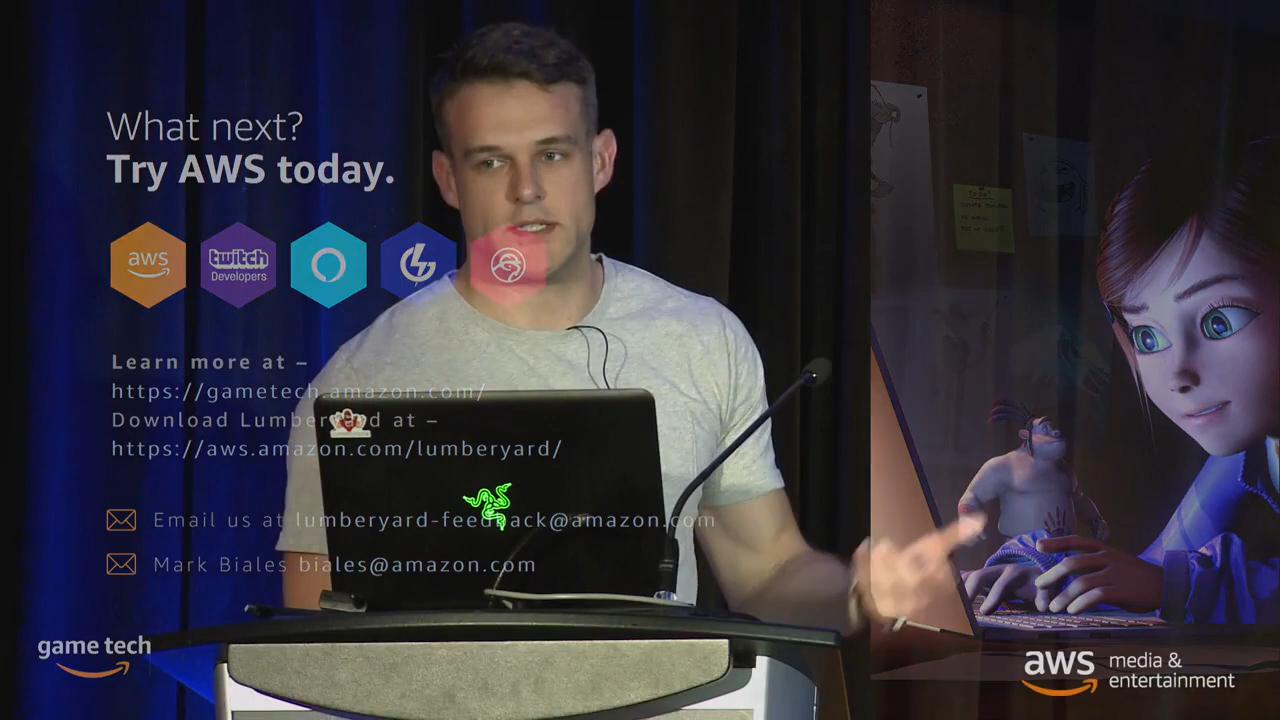 What next?
Try AWS today.
aws
twitch
Developers
Learn more at –
https://gametech.amazon.com/
Download Lumberyard at –
https://aws.amazon.com/lumberyard/
Email us at lumberyard-feedback@amazon.com
Mark Biales biales@amazon.com
game tech
aws media &
entertainment
TODO!